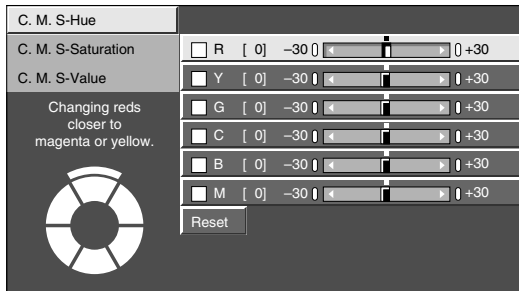 C. M. S-Hue
C. M. S-Saturation
C. M. S-Value
Changing reds
closer to
magenta or yellow.
R [ 0] –30 +30
Y [ 0] –30 +30
G [ 0] –30 +30
C [ 0] –30 +30
B [ 0] –30 +30
M [ 0] –30 +30
Reset